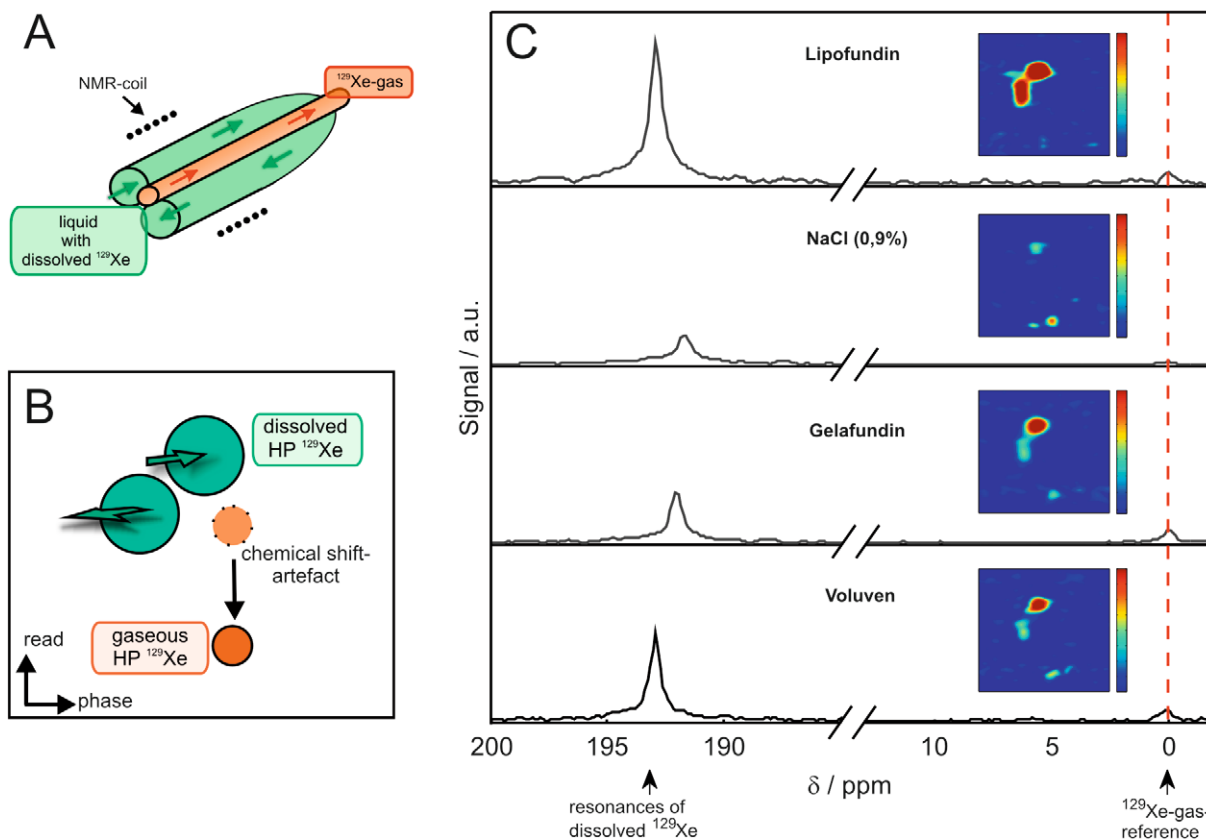 A
NMR-coil
129Xe-gas
liquid
with
dissolved 129Xe
B
dissolved
HP 129Xe
chemical shift-
artefact
gaseous
HP 129Xe
read
phase
C
Signal / a.u.
Lipofundin
NaCl (0,9%)
Gelafundin
Voluven
200 195 190 10 5 0
δ / ppm
resonances of
dissolved 129Xe
129Xe-gas-
reference